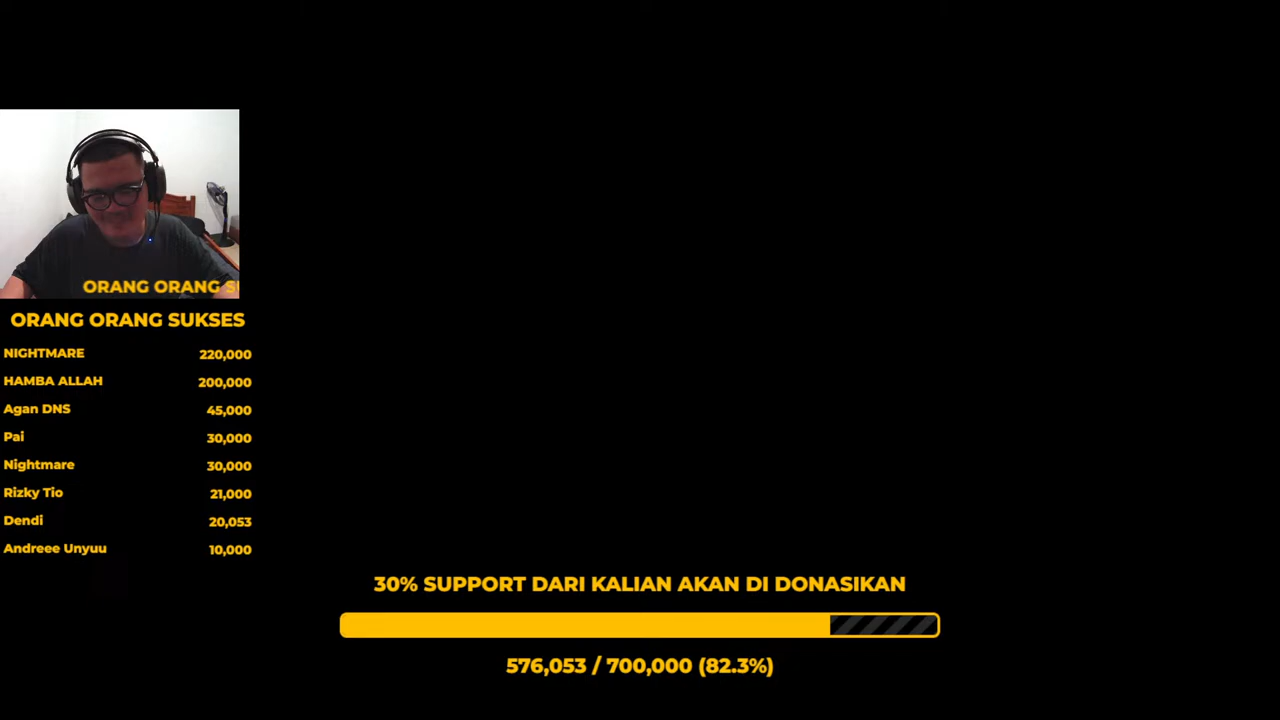 ORANG ORANG S
ORANG ORANG SUKSES
NIGHTMARE 220,000
HAMBA ALLAH 200,000
Agan DNS 45,000
Pai 30,000
Nightmare 30,000
Rizky Tio 21,000
Dendi 20,053
Andreee Unyuu 10,000
30% SUPPORT DARI KALIAN AKAN DI DONASIKAN
576,053 / 700,000 (82.3%)